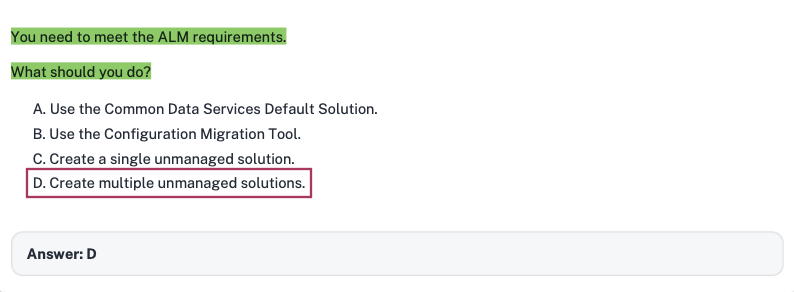 You need to meet the ALM requirements.
What should you do?
A. Use the Common Data Services Default Solution.
B. Use the Configuration Migration Tool.
C. Create a single unmanaged solution.
D. Create multiple unmanaged solutions.
Answer: D